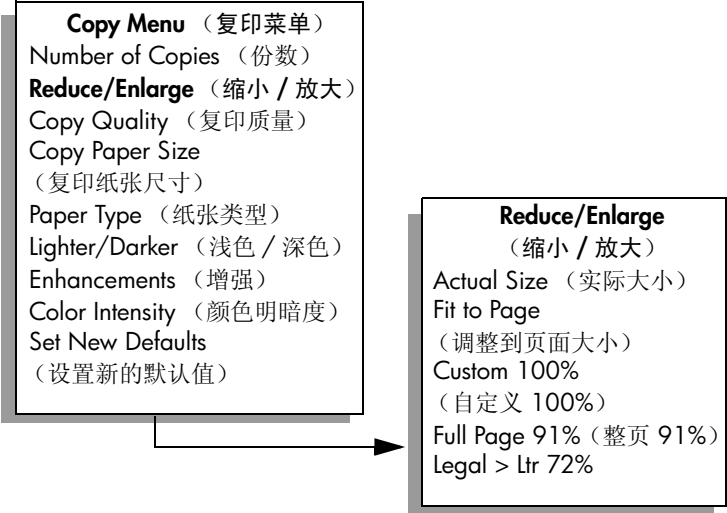 Copy Menu （复印菜单）
Number of Copies （份数）
Reduce/Enlarge （缩小 / 放大）
Copy Quality （复印质量）
Copy Paper Size
（复印纸张尺寸）
Paper Type （纸张类型）
Lighter/Darker （浅色 / 深色）
Enhancements （增强）
Color Intensity （颜色明暗度）
Set New Defaults
（设置新的默认值）
Reduce/Enlarge
（缩小 / 放大）
Actual Size （实际大小）
Fit to Page
（调整到页面大小）
Custom 100%
（自定义 100%）
Full Page 91%（整页 91%）
Legal > Ltr 72%